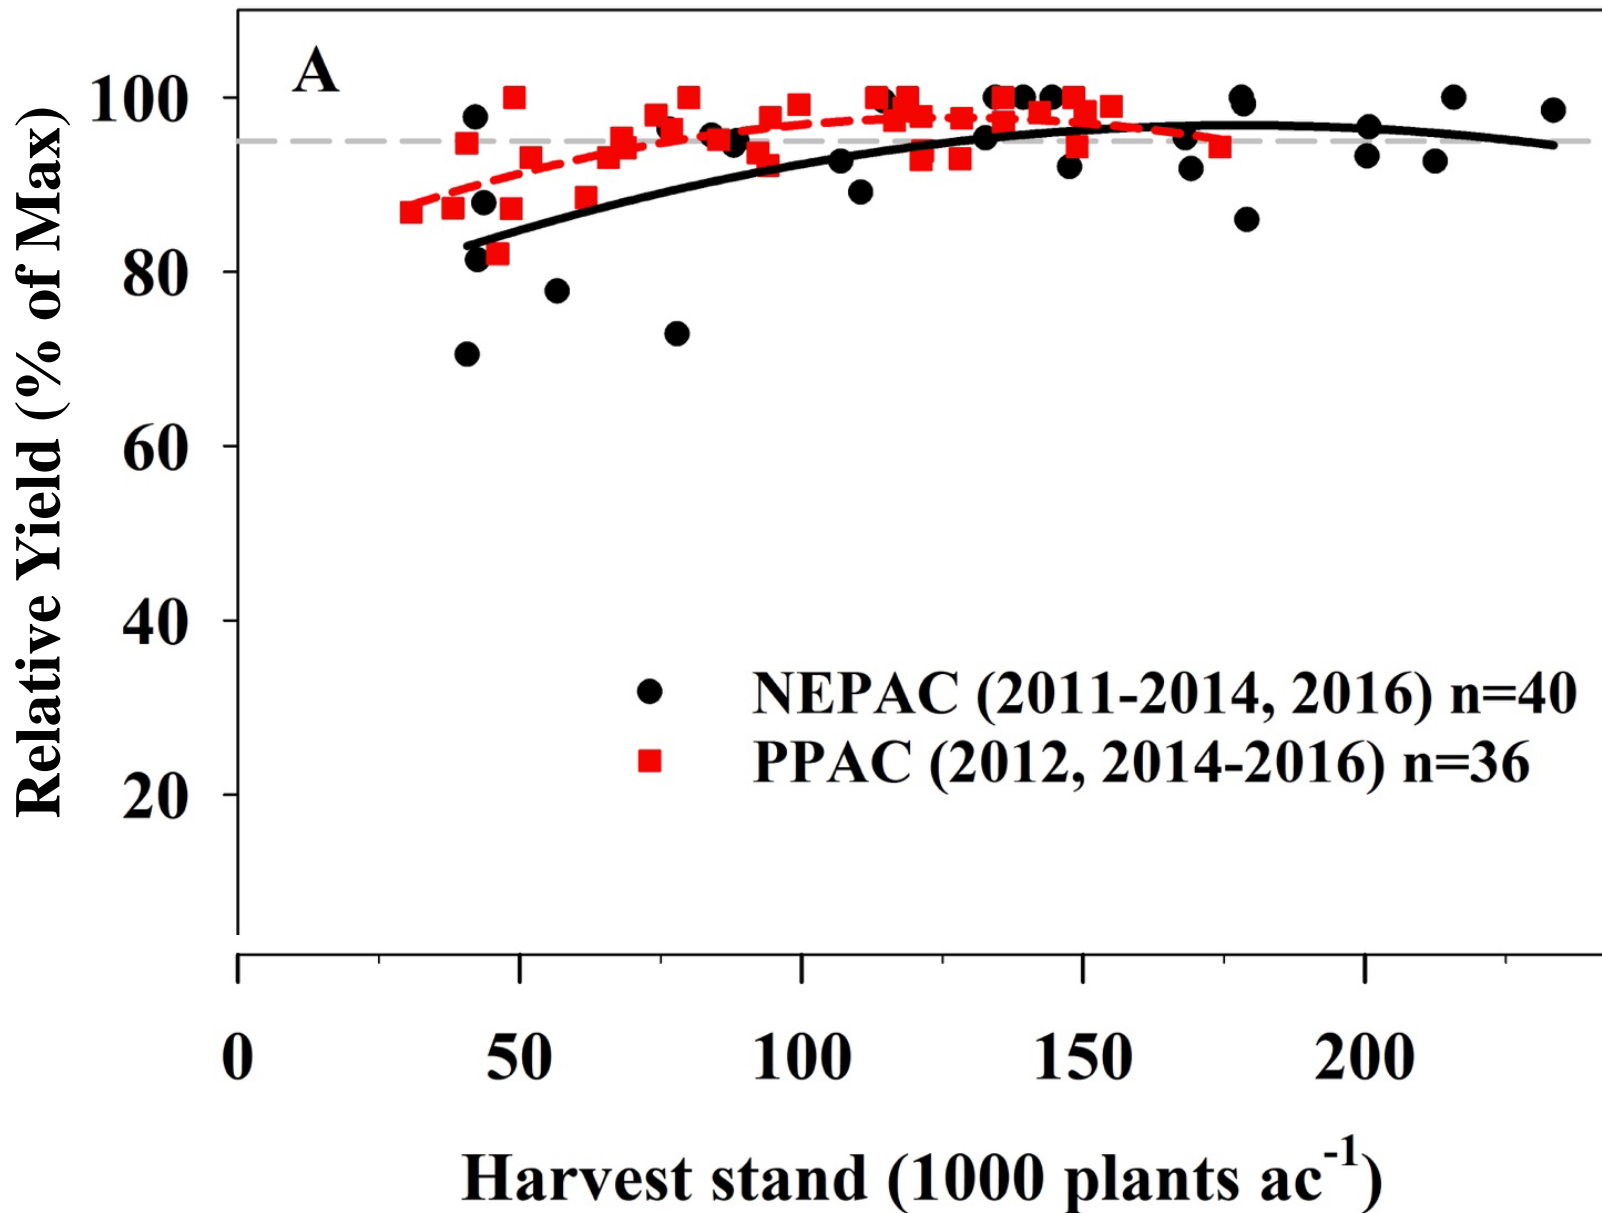 A
100
80
60
40
20
Relative Yield (% of Max)
NEPAC (2011-2014, 2016) n=40
PPAC (2012, 2014-2016) n=36
0 50 100 150 200
Harvest stand (1000 plants ac⁻¹)